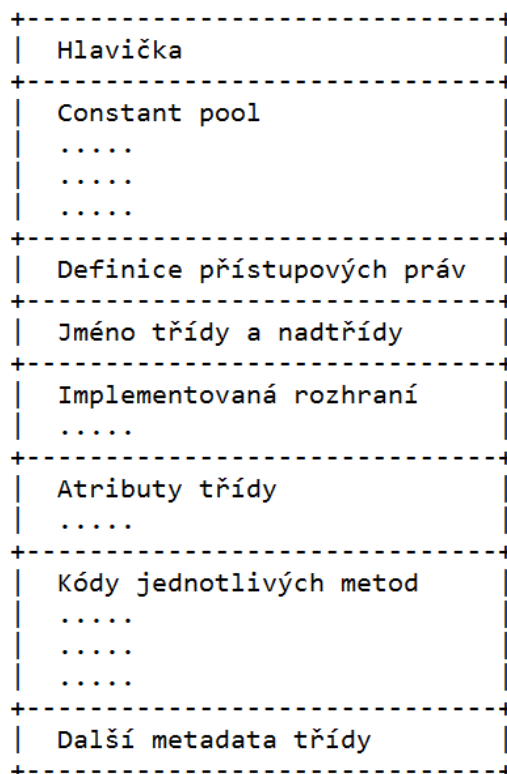 +------------------------------+
|  Hlavička                    |
+------------------------------+
|  Constant pool               |
|  .....                       |
|  .....                       |
|  .....                       |
+------------------------------+
|  Definice přístupových práv  |
+------------------------------+
|  Jméno třídy a nadtřídy      |
+------------------------------+
|  Implementovaná rozhraní     |
|  .....                       |
+------------------------------+
|  Atributy třídy              |
|  .....                       |
+------------------------------+
|  Kódy jednotlivých metod     |
|  .....                       |
|  .....                       |
|  .....                       |
+------------------------------+
|  Další metadata třídy        |
+------------------------------+